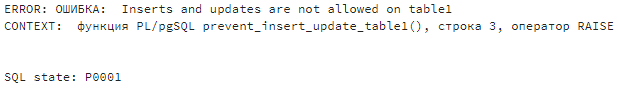 ERROR: ОШИБКА:  Inserts and updates are not allowed on table1
CONTEXT:  функция PL/pgSQL prevent_insert_update_table1(), строка 3, оператор RAISE
SQL state: P0001